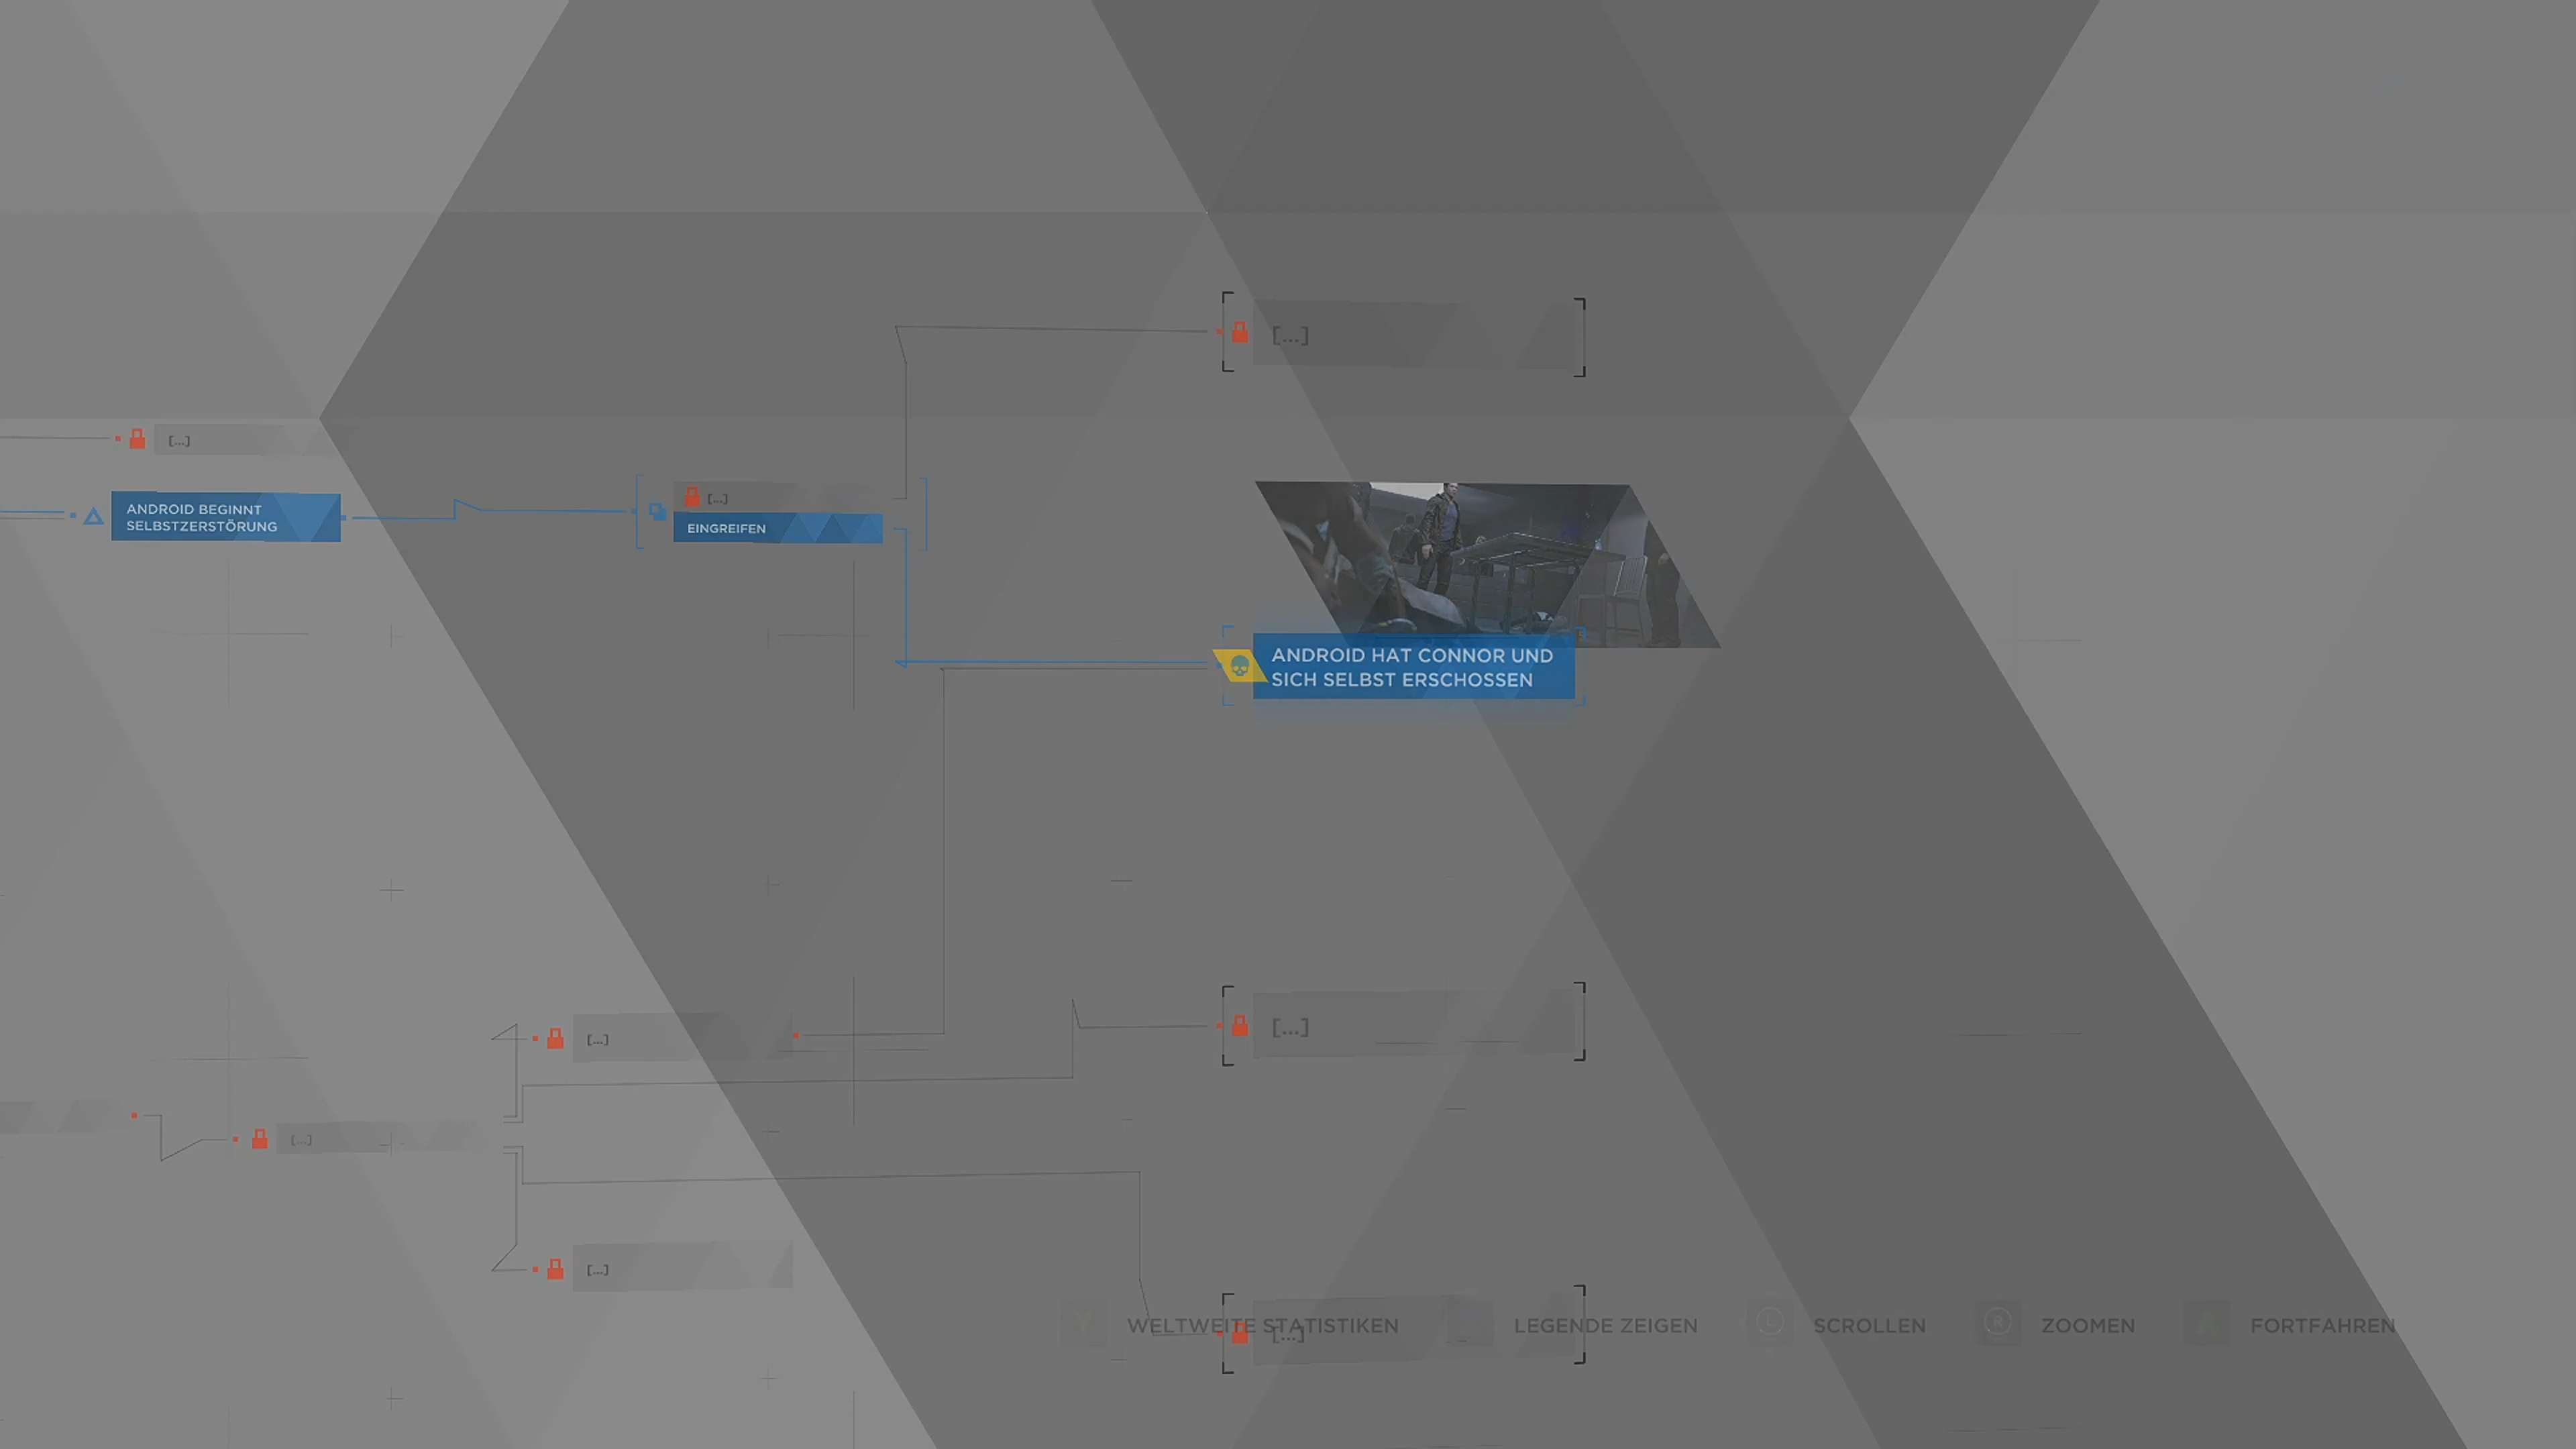 [...]
[...]
ANDROID BEGINNT
SELBSTZERSTÖRUNG
[...]
EINGREIFEN
ANDROID HAT CONNOR UND
SICH SELBST ERSCHOSSEN
[...]
[...]
[...]
[...]
[...]
Y WELTWEITE STATISTIKEN
LEGENDE ZEIGEN
L SCROLLEN
R ZOOMEN
A FORTFAHREN